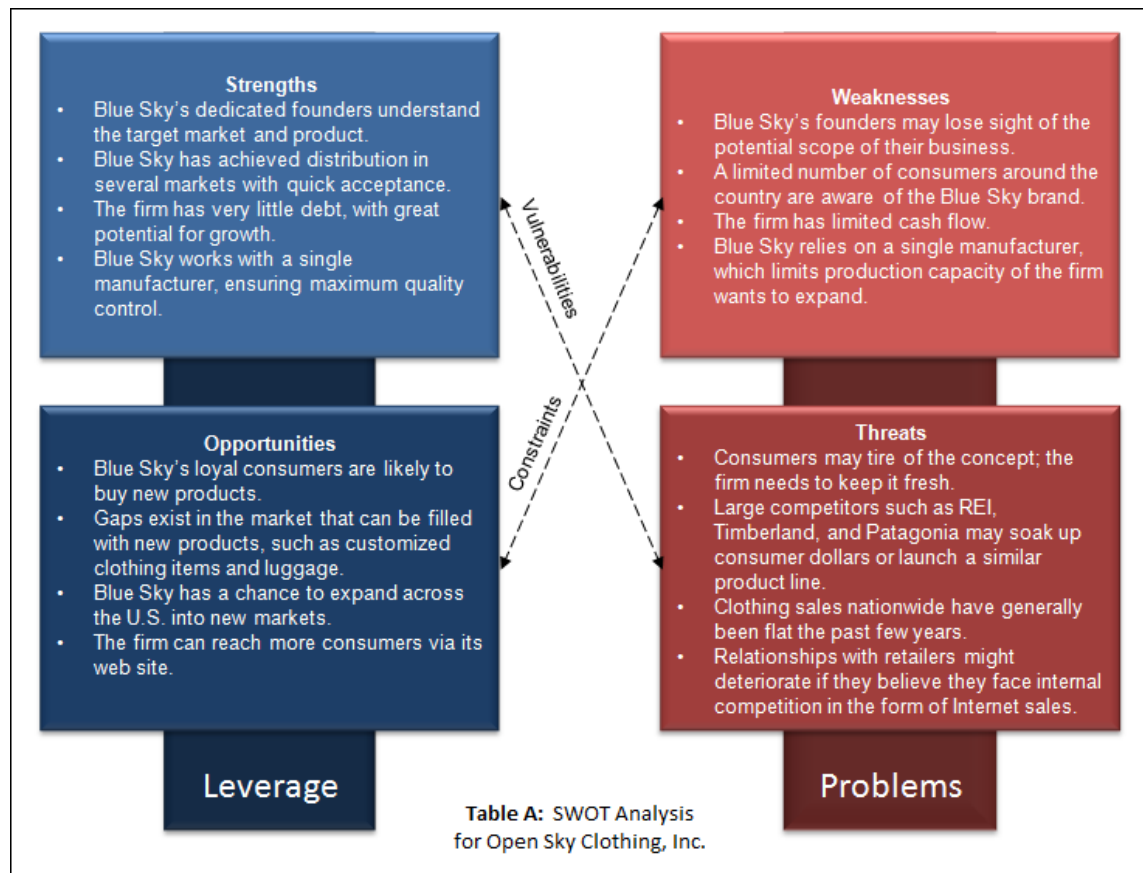 Strengths
• Blue Sky's dedicated founders understand
the target market and product.
• Blue Sky has achieved distribution in
several markets with quick acceptance.
• The firm has very little debt, with great
potential for growth.
• Blue Sky works with a single
manufacturer, ensuring maximum quality
control.
Weaknesses
• Blue Sky's founders may lose sight of the
potential scope of their business.
• A limited number of consumers around the
country are aware of the Blue Sky brand.
• The firm has limited cash flow.
• Blue Sky relies on a single manufacturer,
which limits production capacity of the firm
wants to expand.
Vulnerabilities
Constraints
Opportunities
• Blue Sky's loyal consumers are likely to
buy new products.
• Gaps exist in the market that can be filled
with new products, such as customized
clothing items and luggage.
• Blue Sky has a chance to expand across
the U.S. into new markets.
• The firm can reach more consumers via its
web site.
Threats
• Consumers may tire of the concept; the
firm needs to keep it fresh.
• Large competitors such as REI,
Timberland, and Patagonia may soak up
consumer dollars or launch a similar
product line.
• Clothing sales nationwide have generally
been flat the past few years.
• Relationships with retailers might
deteriorate if they believe they face internal
competition in the form of Internet sales.
Leverage
Problems
Table A: SWOT Analysis
for Open Sky Clothing, Inc.